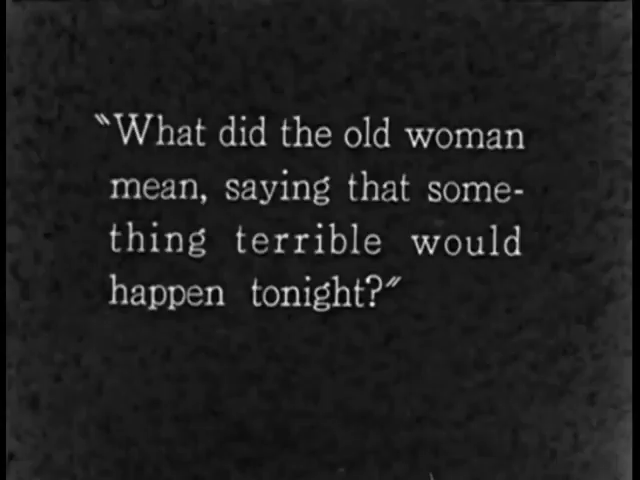 "What did the old woman
mean, saying that some-
thing terrible would
happen tonight?"